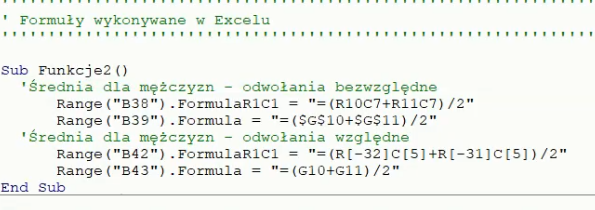 ''''''''''''''''''''''''''''''''''''''''''''''''''''''''''''''''''
' Formuły wykonywane w Excelu
''''''''''''''''''''''''''''''''''''''''''''''''''''''''''''''''''
Sub Funkcje2()
'Średnia dla mężczyzn - odwołania bezwzględne
Range("B38").FormulaR1C1 = "=(R10C7+R11C7)/2"
Range("B39").Formula = "=($G$10+$G$11)/2"
'Średnia dla mężczyzn - odwołania względne
Range("B42").FormulaR1C1 = "=(R[-32]C[5]+R[-31]C[5])/2"
Range("B43").Formula = "=(G10+G11)/2"
End Sub